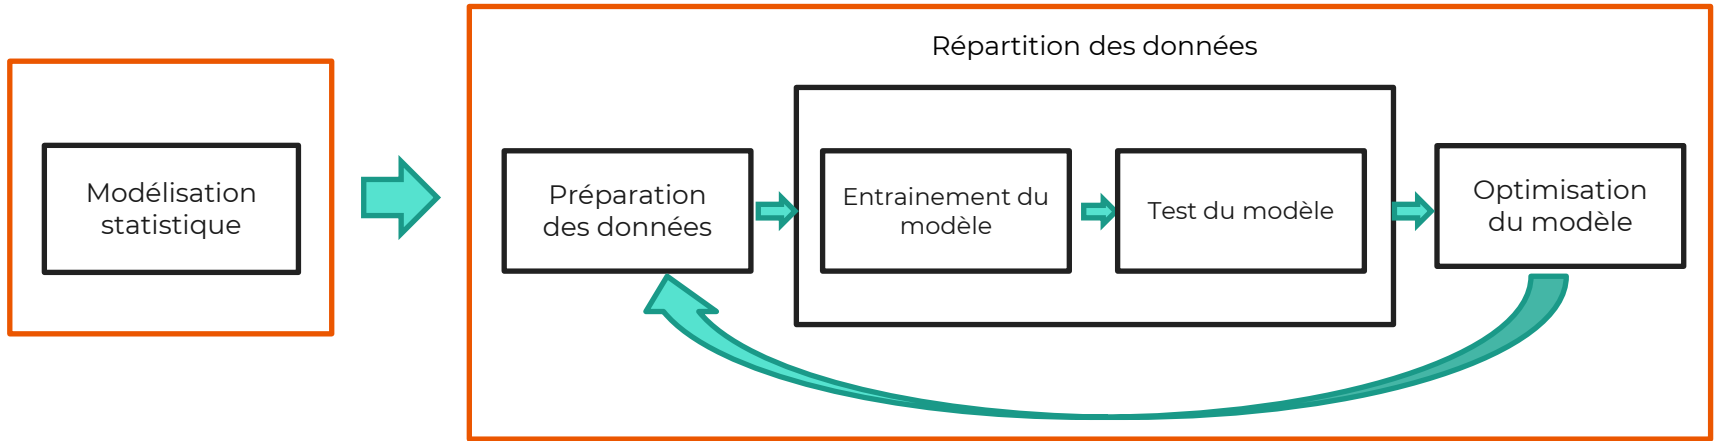 Répartition des données
Modélisation
statistique
Préparation
des données
Entrainement du
modèle
Test du modèle
Optimisation
du modèle